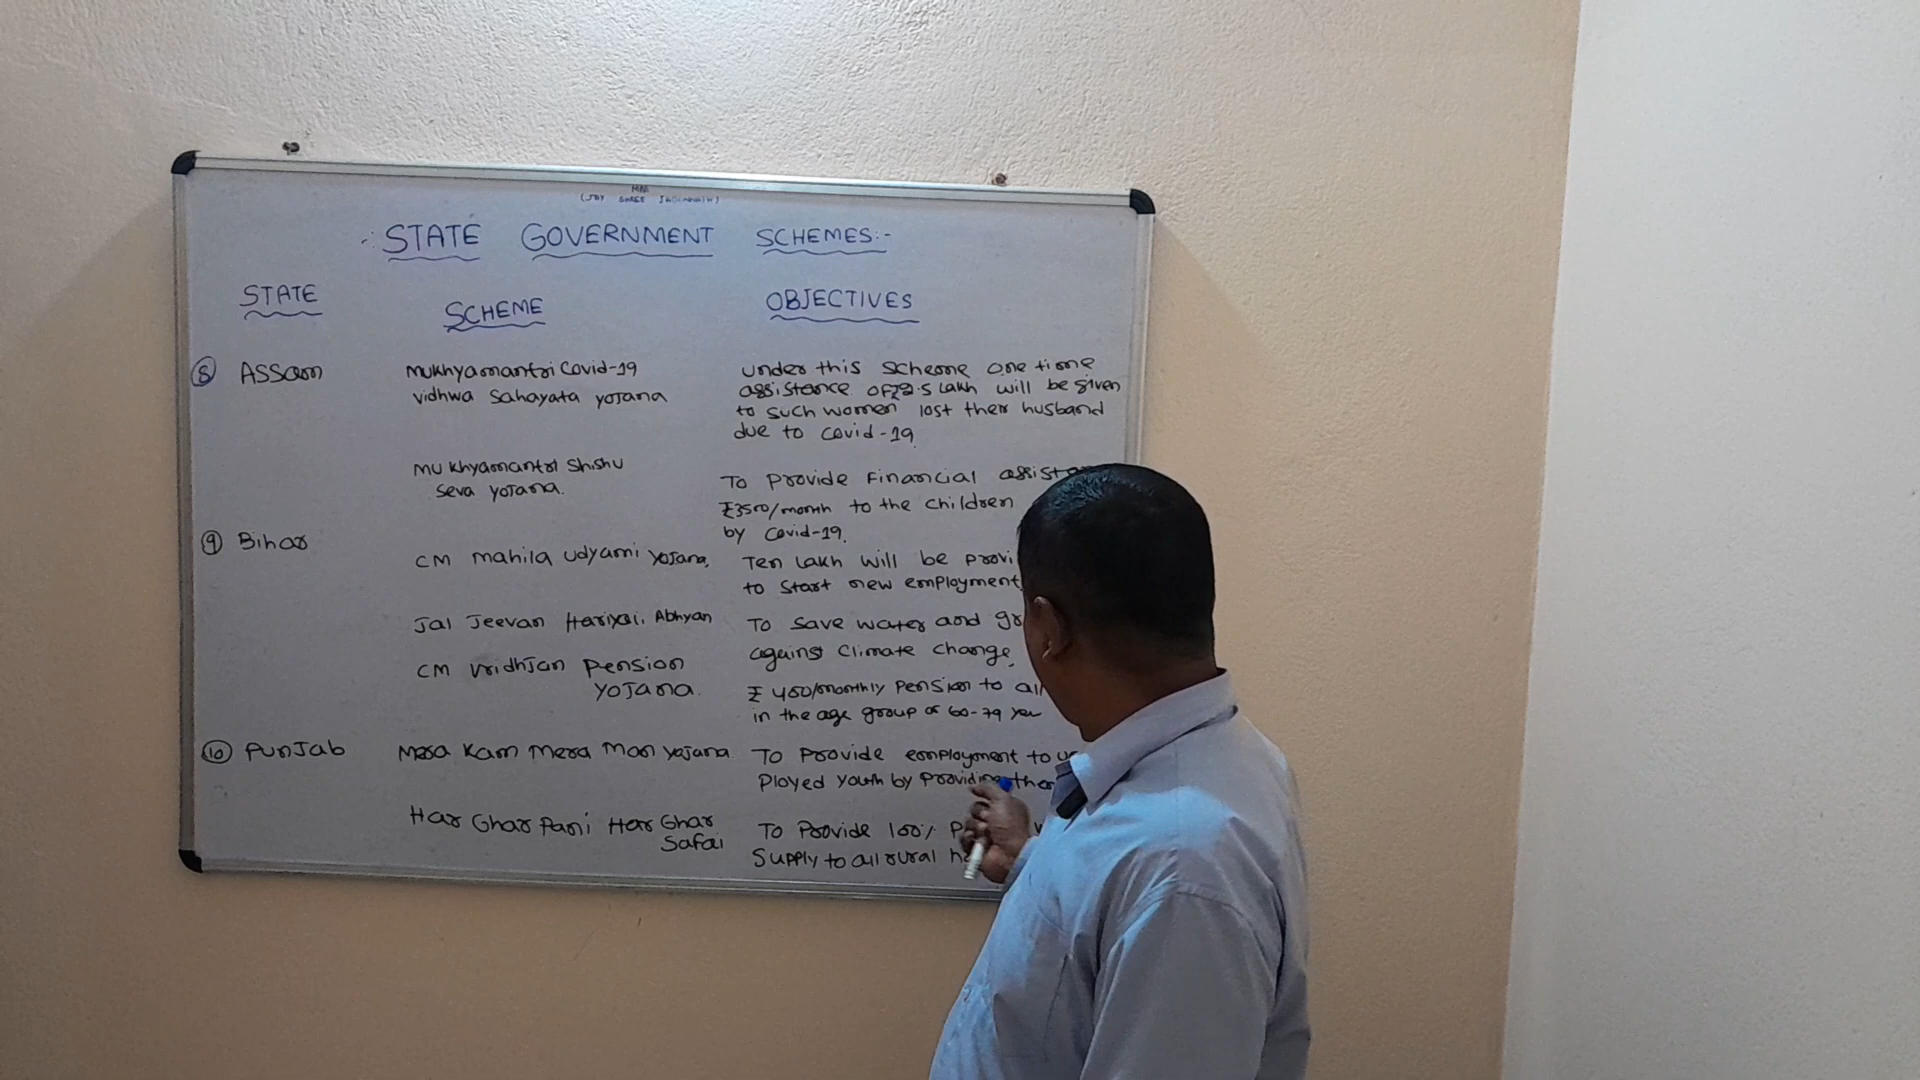 STATE GOVERNMENT SCHEMES:-
STATE SCHEME OBJECTIVES
⑧ Assam
Mukhyamantri Covid-19
vidhwa Sahayata yojana
under this scheme one time
assistance of ₹2.5 lakh will be given
to such women lost their husband
due to covid-19.
Mukhyamantri Shishu
Seva yojana.
To provide financial
₹3500/month to the children
by covid-19.
⑨ Bihar
CM Mahila udyami yojana.
Ten lakh will be
to start new employment
Jal Jeevan Hariyali Abhyan
To save water and
against climate change.
CM vridhjan pension
yojana.
₹ 400/monthly pension to all
in the age group of 60-79
⑩ Punjab
Mera Kam Mera Man yojana.
To provide employment to
ployed youth by providing
Har Ghar Pani Har Ghar
Safai
To provide 100%
supply to all rural